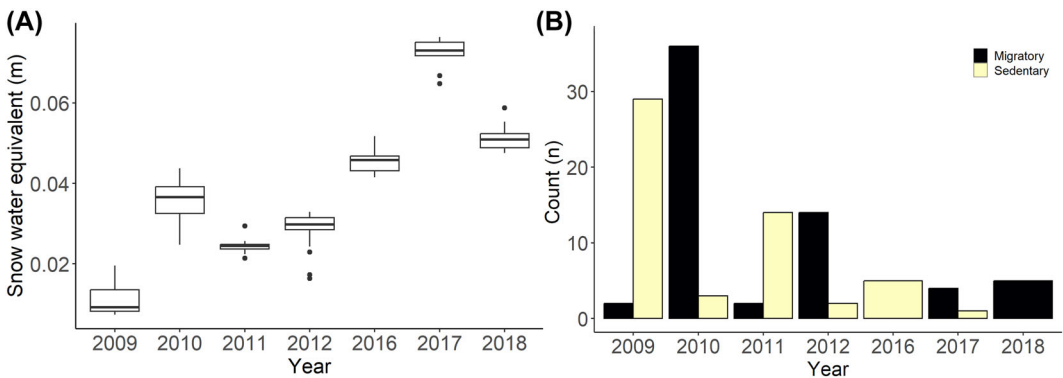 (A)
Snow water equivalent (m)
0.06
0.04
0.02
2009 2010 2011 2012 2016 2017 2018
Year
(B)
Migratory
Sedentary
Count (n)
30
20
10
0
2009 2010 2011 2012 2016 2017 2018
Year